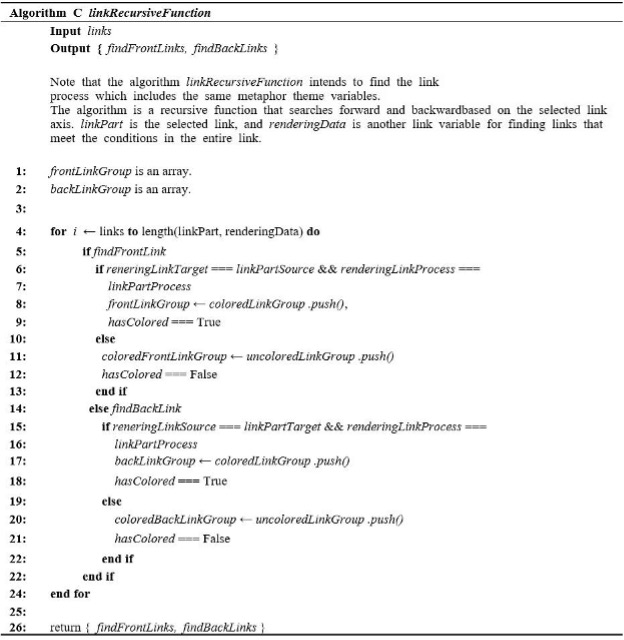 Algorithm C linkRecursiveFunction
Input links
Output { findFrontLinks, findBackLinks }
Note that the algorithm linkRecursiveFunction intends to find the link
process which includes the same metaphor theme variables.
The algorithm is a recursive function that searches forward and backwardbased on the selected link
axis. linkPart is the selected link, and renderingData is another link variable for finding links that
meet the conditions in the entire link.
1: frontLinkGroup is an array.
2: backLinkGroup is an array.
3:
4: for i ← links to length(linkPart, renderingData) do
5: if findFrontLink
6: if reneringLinkTarget === linkPartSource && renderingLinkProcess ===
7: linkPartProcess
8: frontLinkGroup ← coloredLinkGroup .push(),
9: hasColored === True
10: else
11: coloredFrontLinkGroup ← uncoloredLinkGroup .push()
12: hasColored === False
13: end if
14: else findBackLink
15: if reneringLinkSource === linkPartTarget && renderingLinkProcess ===
16: linkPartProcess
17: backLinkGroup ← coloredLinkGroup .push()
18: hasColored === True
19: else
20: coloredBackLinkGroup ← uncoloredLinkGroup .push()
21: hasColored === False
22: end if
22: end if
24: end for
25:
26: return { findFrontLinks, findBackLinks }